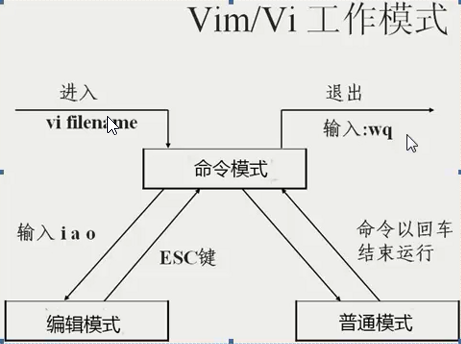 Vim/Vi 工作模式
进入
vi filename
退出
输入:wq
命令模式
输入 i a o
ESC键
命令以回车
结束运行
编辑模式
普通模式